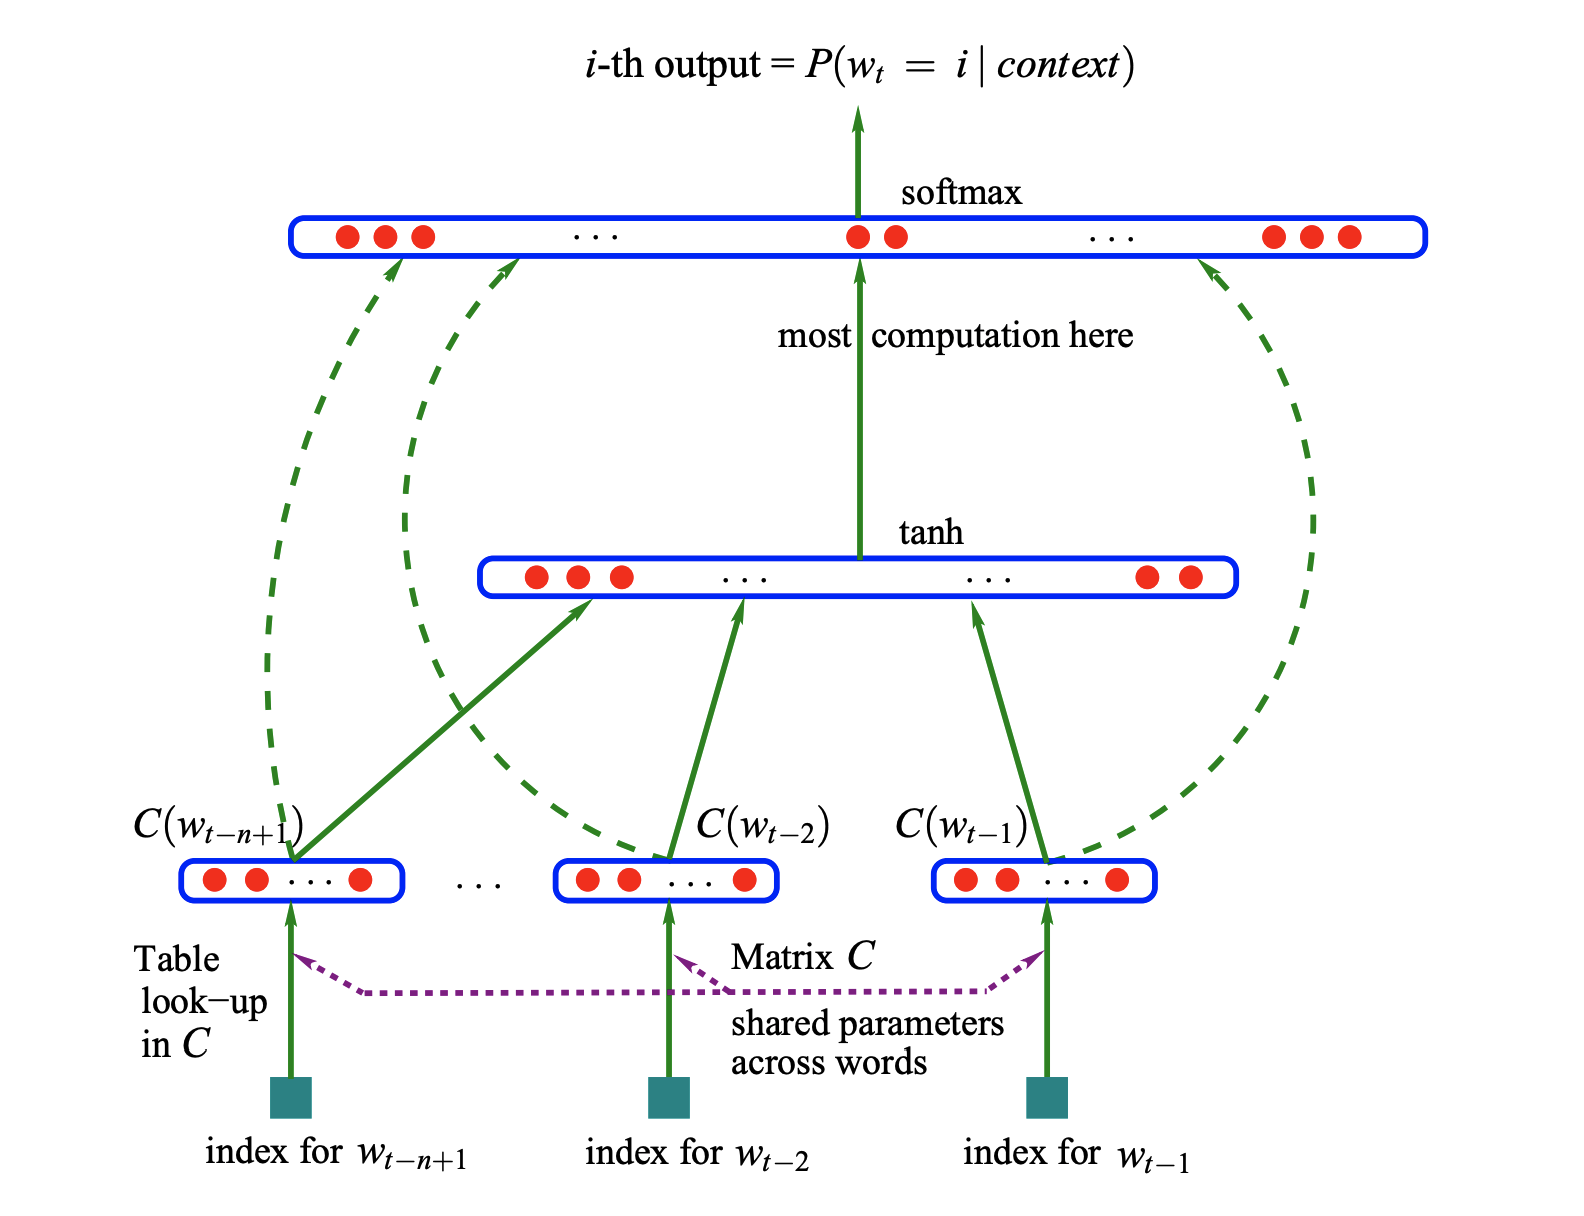 i-th output = P(w_t = i | context)
softmax
. . . . . .
most computation here
tanh
. . . . . .
C(w_{t−n+1}) C(w_{t−2}) C(w_{t−1})
. . . . . . . . . . . .
Table
look−up
in C
Matrix C
shared parameters
across words
index for w_{t−n+1} index for w_{t−2} index for w_{t−1}